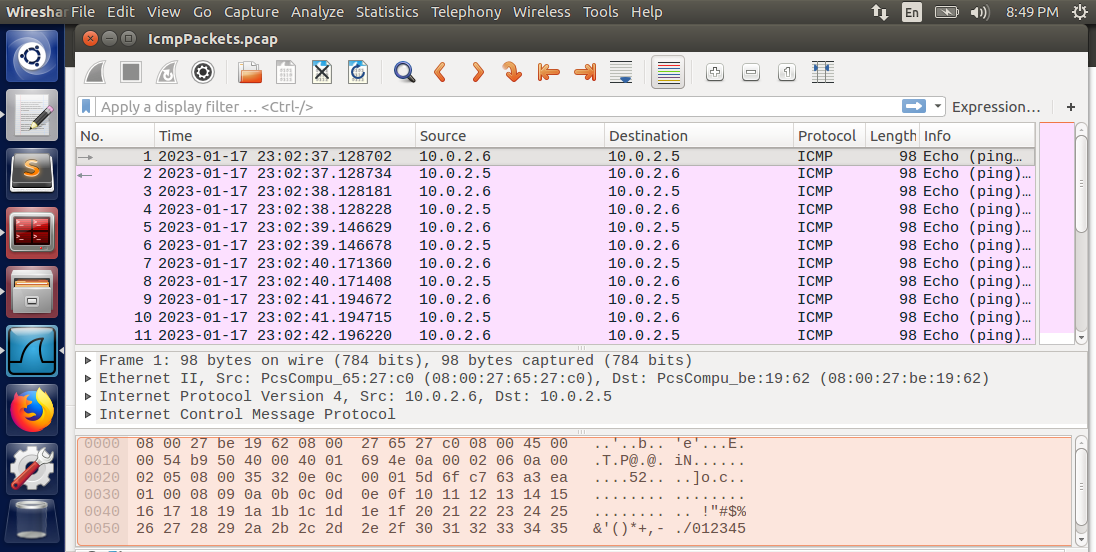 Wireshar File Edit View Go Capture Analyze Statistics Telephony Wireless Tools Help En 8:49 PM
IcmpPackets.pcap
Apply a display filter … <Ctrl-/> Expression… +
No. Time Source Destination Protocol Length Info
1 2023-01-17 23:02:37.128702 10.0.2.6 10.0.2.5 ICMP 98 Echo (ping…
2 2023-01-17 23:02:37.128734 10.0.2.5 10.0.2.6 ICMP 98 Echo (ping)…
3 2023-01-17 23:02:38.128181 10.0.2.6 10.0.2.5 ICMP 98 Echo (ping)…
4 2023-01-17 23:02:38.128228 10.0.2.5 10.0.2.6 ICMP 98 Echo (ping)…
5 2023-01-17 23:02:39.146629 10.0.2.6 10.0.2.5 ICMP 98 Echo (ping)…
6 2023-01-17 23:02:39.146678 10.0.2.5 10.0.2.6 ICMP 98 Echo (ping)…
7 2023-01-17 23:02:40.171360 10.0.2.6 10.0.2.5 ICMP 98 Echo (ping)…
8 2023-01-17 23:02:40.171408 10.0.2.5 10.0.2.6 ICMP 98 Echo (ping)…
9 2023-01-17 23:02:41.194672 10.0.2.6 10.0.2.5 ICMP 98 Echo (ping)…
10 2023-01-17 23:02:41.194715 10.0.2.5 10.0.2.6 ICMP 98 Echo (ping)…
11 2023-01-17 23:02:42.196220 10.0.2.6 10.0.2.5 ICMP 98 Echo (ping)…
Frame 1: 98 bytes on wire (784 bits), 98 bytes captured (784 bits)
Ethernet II, Src: PcsCompu_65:27:c0 (08:00:27:65:27:c0), Dst: PcsCompu_be:19:62 (08:00:27:be:19:62)
Internet Protocol Version 4, Src: 10.0.2.6, Dst: 10.0.2.5
Internet Control Message Protocol
0000 08 00 27 be 19 62 08 00 27 65 27 c0 08 00 45 00 ..'..b.. 'e'...E.
0010 00 54 b9 50 40 00 40 01 69 4e 0a 00 02 06 0a 00 .T.P@.@. iN......
0020 02 05 08 00 35 32 0e 0c 00 01 5d 6f c7 63 a3 ea ....52.. ..]o.c..
0030 01 00 08 09 0a 0b 0c 0d 0e 0f 10 11 12 13 14 15 ........ ........
0040 16 17 18 19 1a 1b 1c 1d 1e 1f 20 21 22 23 24 25 ........ .. !"#$%
0050 26 27 28 29 2a 2b 2c 2d 2e 2f 30 31 32 33 34 35 &'()*+,- ./012345